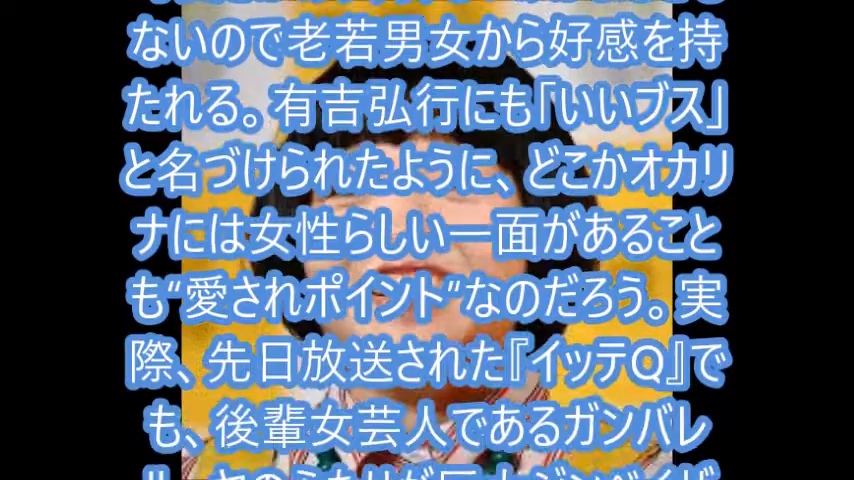 ないので老若男女から好感を持
たれる。有吉弘行にも「いいブス」
と名づけられたように、どこかオカリ
ナには女性らしい一面があること
も“愛されポイント”なのだろう。実
際、先日放送された『イッテQ』で
も、後輩女芸人であるガンバレ